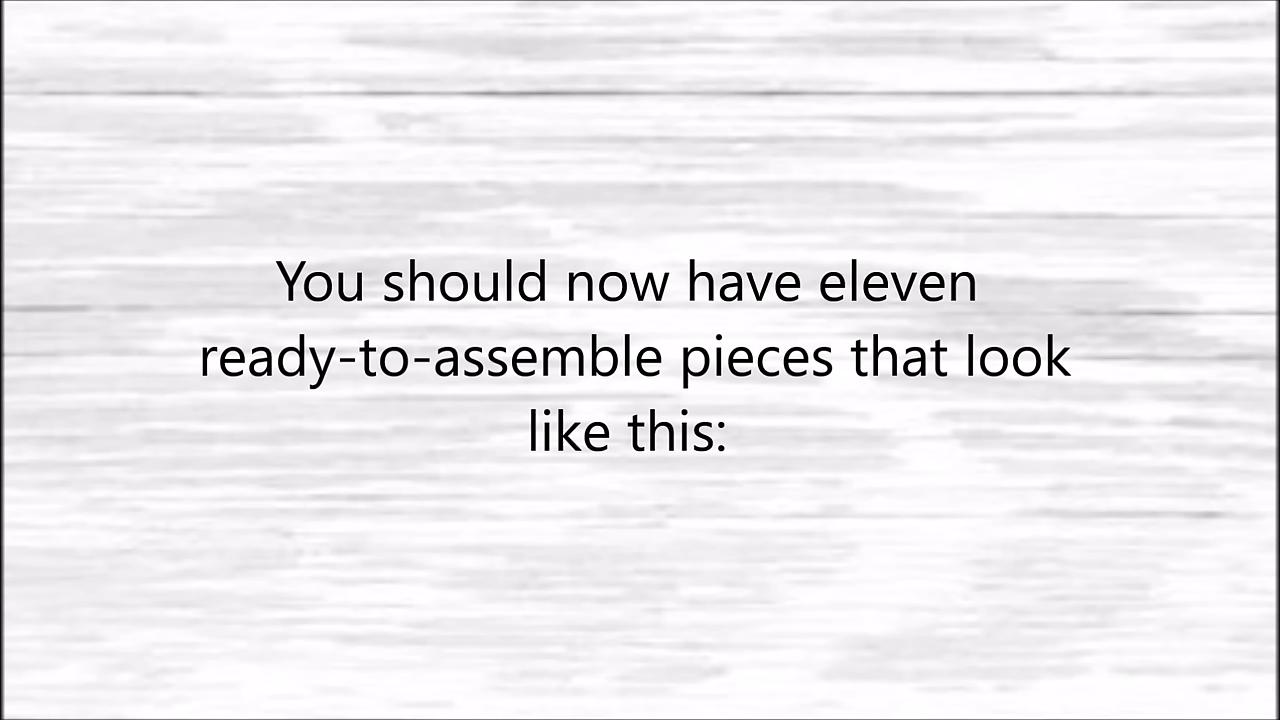 You should now have eleven
ready-to-assemble pieces that look
like this: